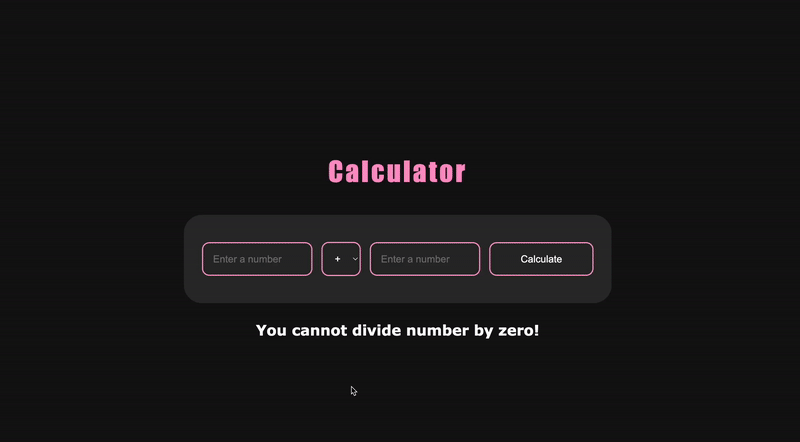 Calculator
Enter a number + Enter a number Calculate
You cannot divide number by zero!